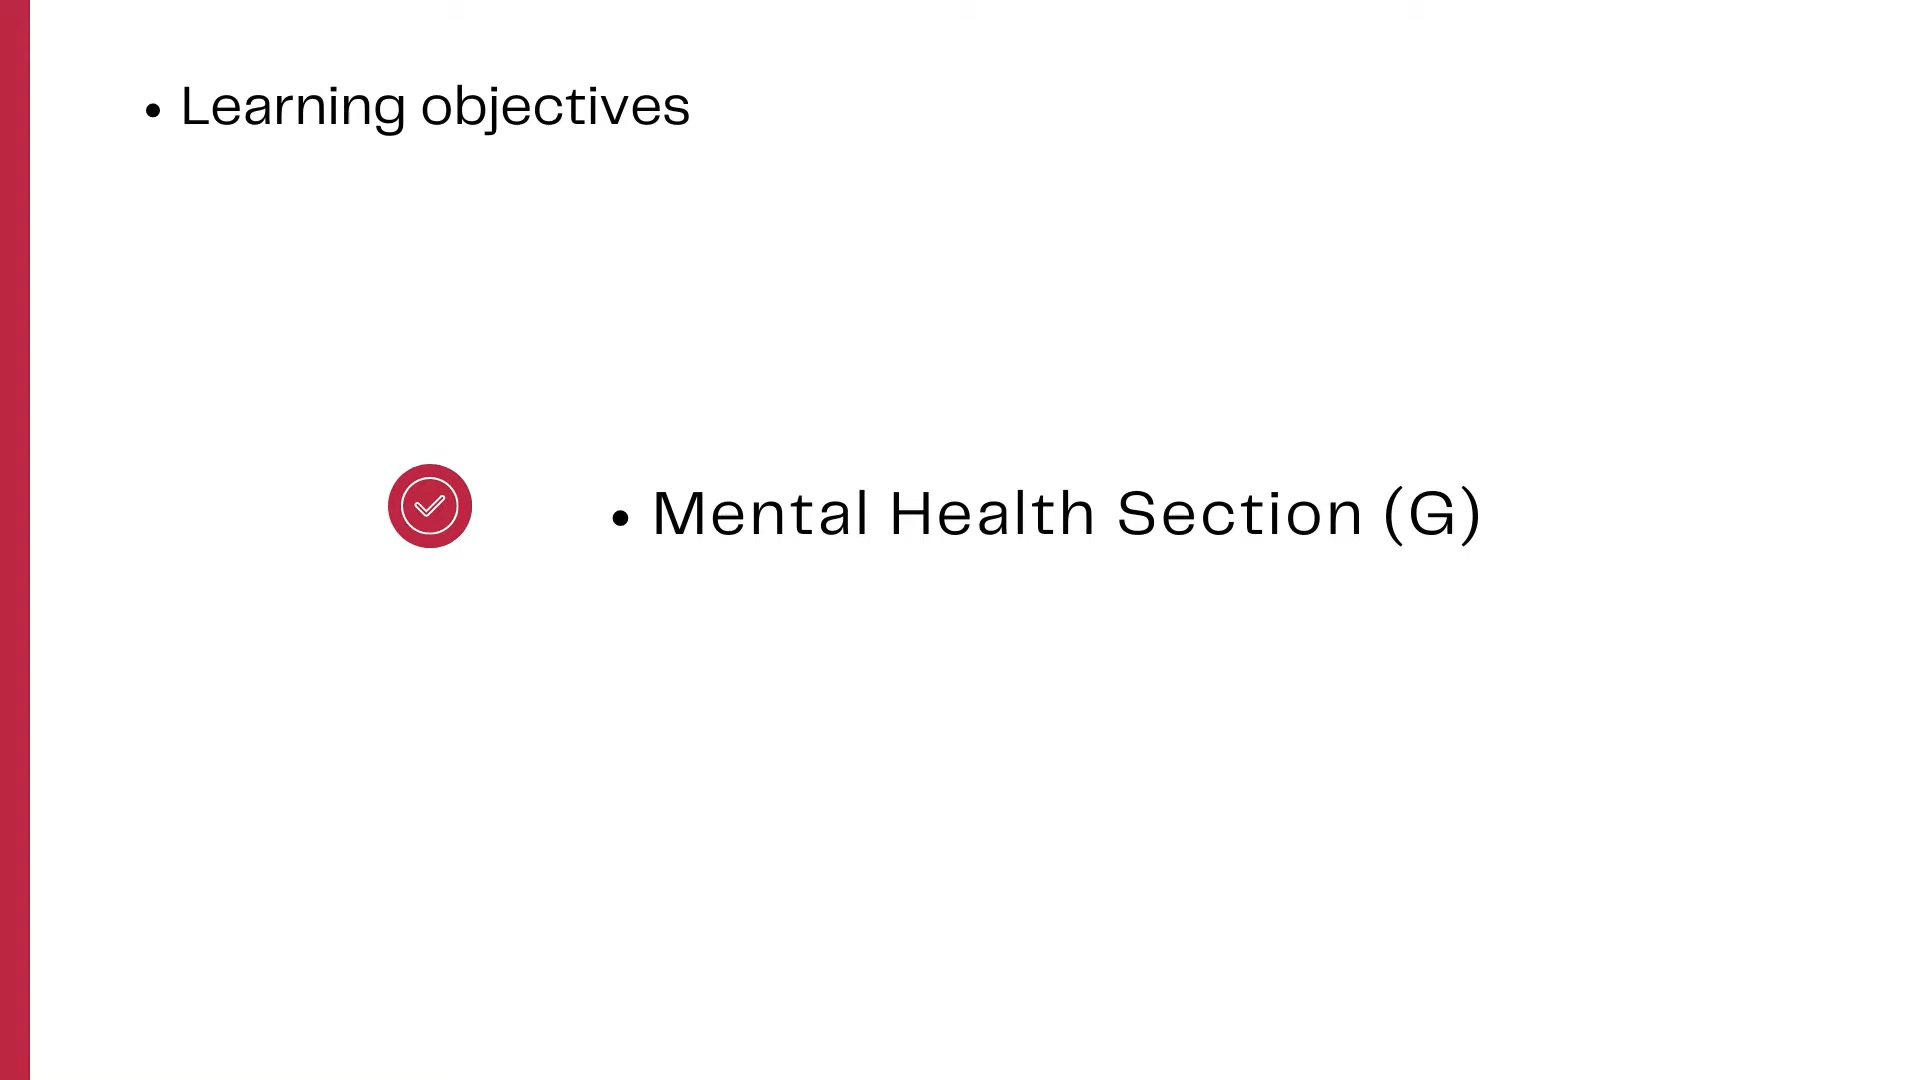 • Learning objectives
• Mental Health Section (G)